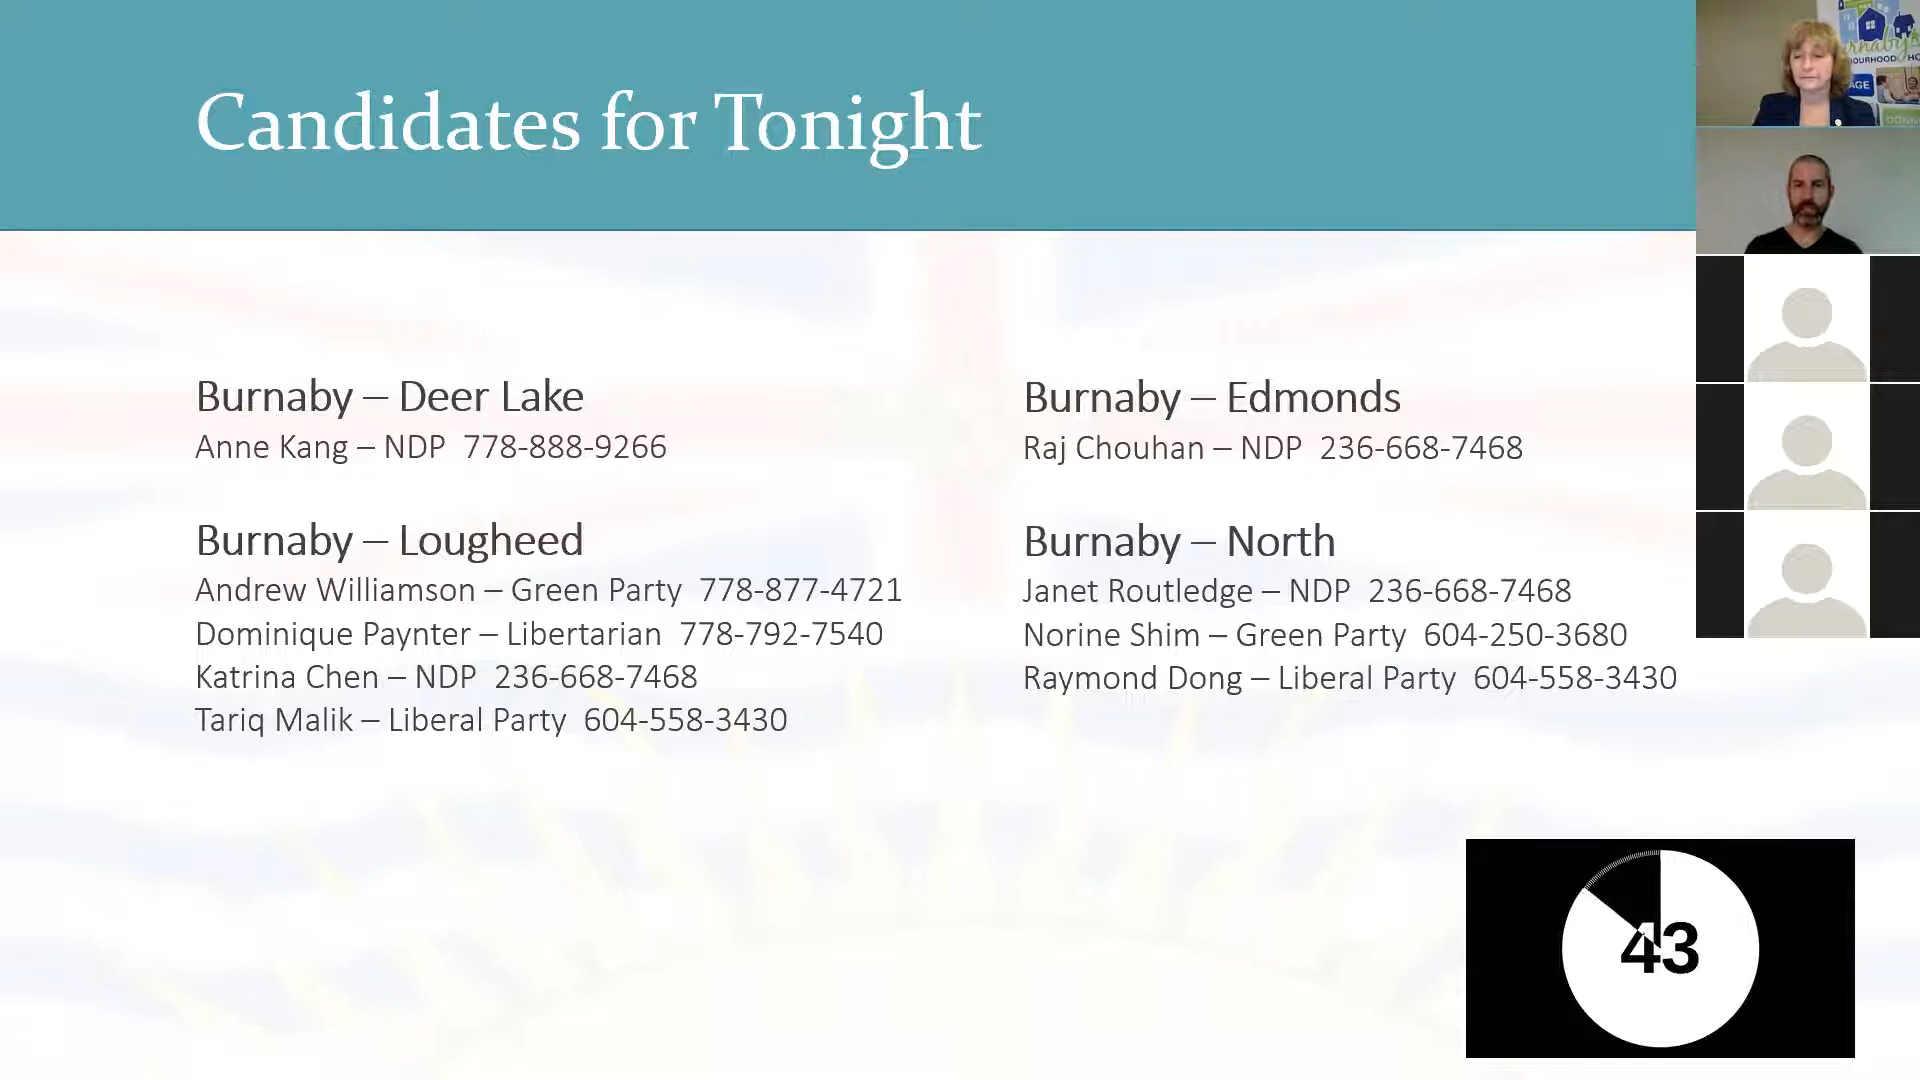 Candidates for Tonight
Burnaby – Deer Lake
Anne Kang – NDP 778-888-9266
Burnaby – Lougheed
Andrew Williamson – Green Party 778-877-4721
Dominique Paynter – Libertarian 778-792-7540
Katrina Chen – NDP 236-668-7468
Tariq Malik – Liberal Party 604-558-3430
Burnaby – Edmonds
Raj Chouhan – NDP 236-668-7468
Burnaby – North
Janet Routledge – NDP 236-668-7468
Norine Shim – Green Party 604-250-3680
Raymond Dong – Liberal Party 604-558-3430
43